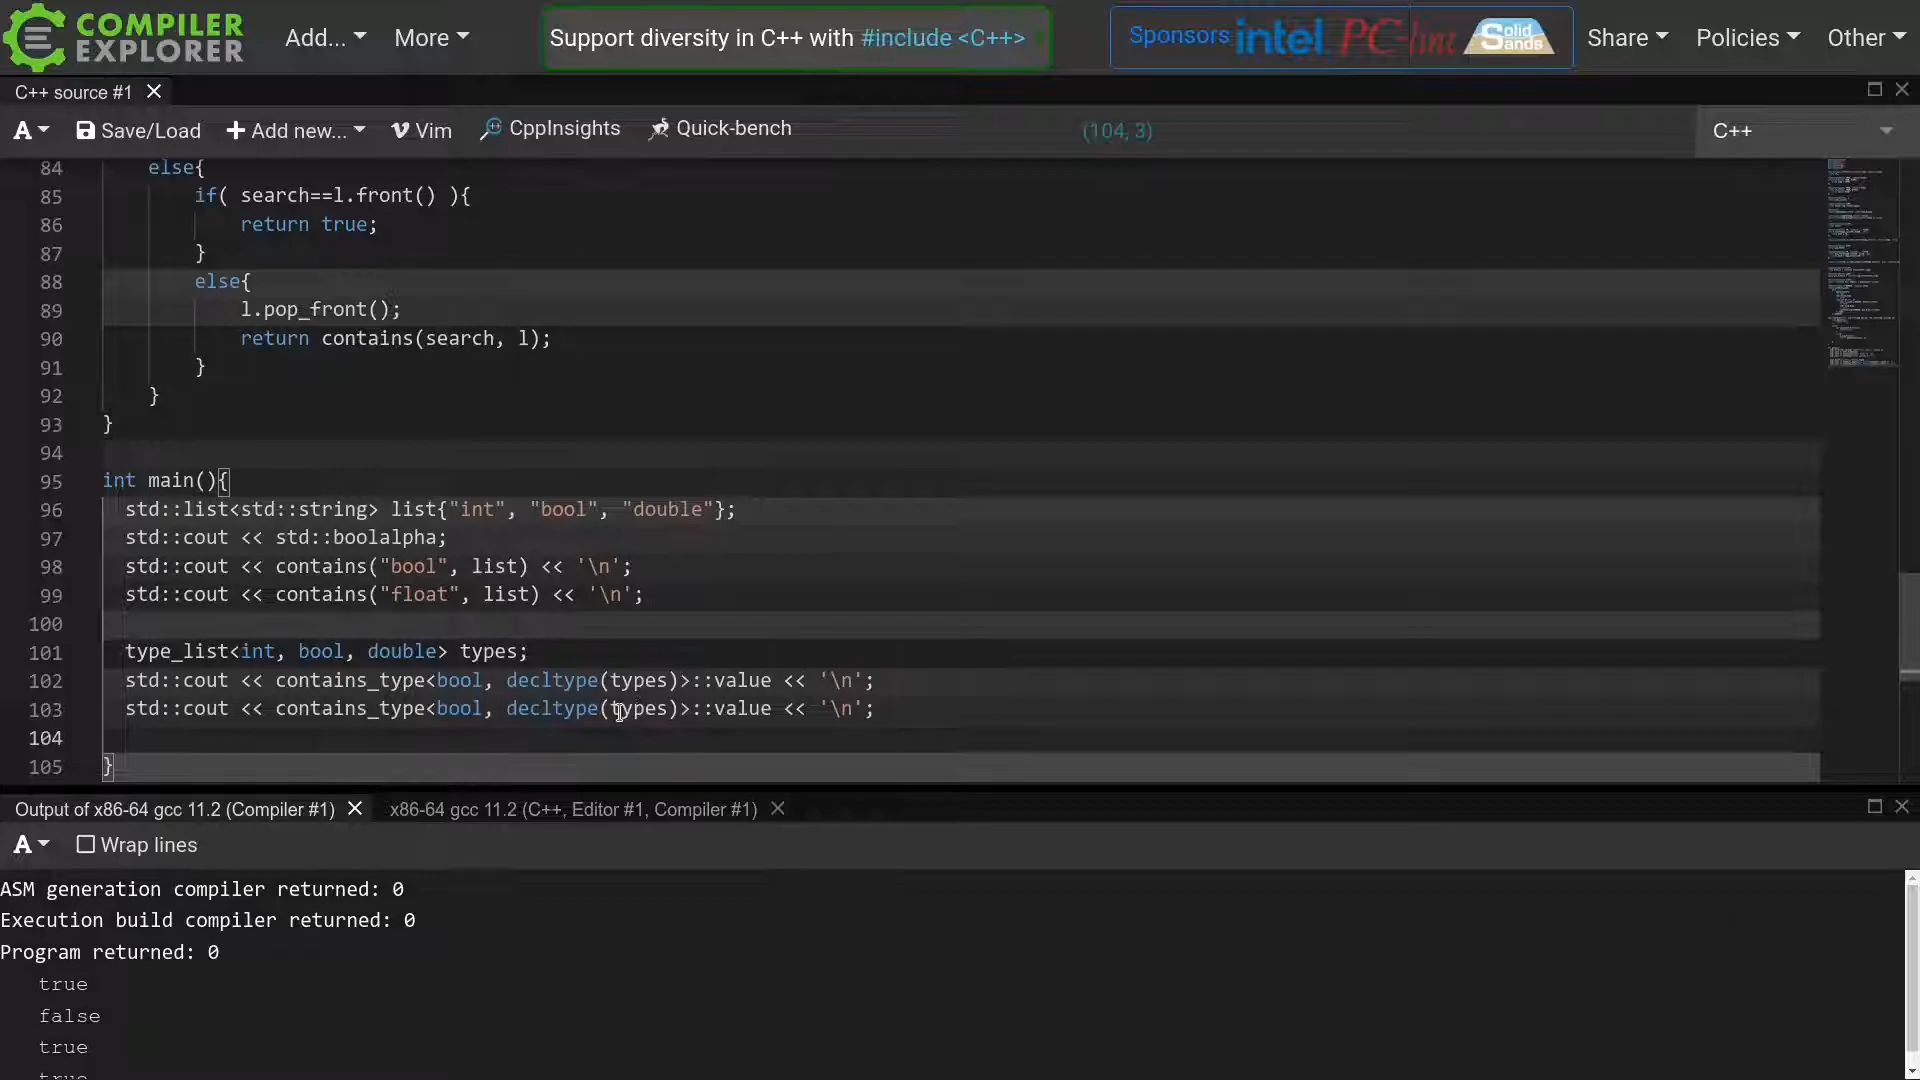 COMPILER EXPLORER Add... More Support diversity in C++ with #include <C++> Sponsors intel PC-lint Solid Sands Share Policies Other
C++ source #1
A Save/Load + Add new... Vim CppInsights Quick-bench (104, 3) C++
84 else{
85 if( search==l.front() ){
86 return true;
87 }
88 else{
89 l.pop_front();
90 return contains(search, l);
91 }
92 }
93 }
94
95 int main(){
96 std::list<std::string> list{"int", "bool", "double"};
97 std::cout << std::boolalpha;
98 std::cout << contains("bool", list) << '\n';
99 std::cout << contains("float", list) << '\n';
100
101 type_list<int, bool, double> types;
102 std::cout << contains_type<bool, decltype(types)>::value << '\n';
103 std::cout << contains_type<bool, decltype(types)>::value << '\n';
104
105 }
Output of x86-64 gcc 11.2 (Compiler #1) x86-64 gcc 11.2 (C++, Editor #1, Compiler #1)
A Wrap lines
ASM generation compiler returned: 0
Execution build compiler returned: 0
Program returned: 0
true
false
true
true